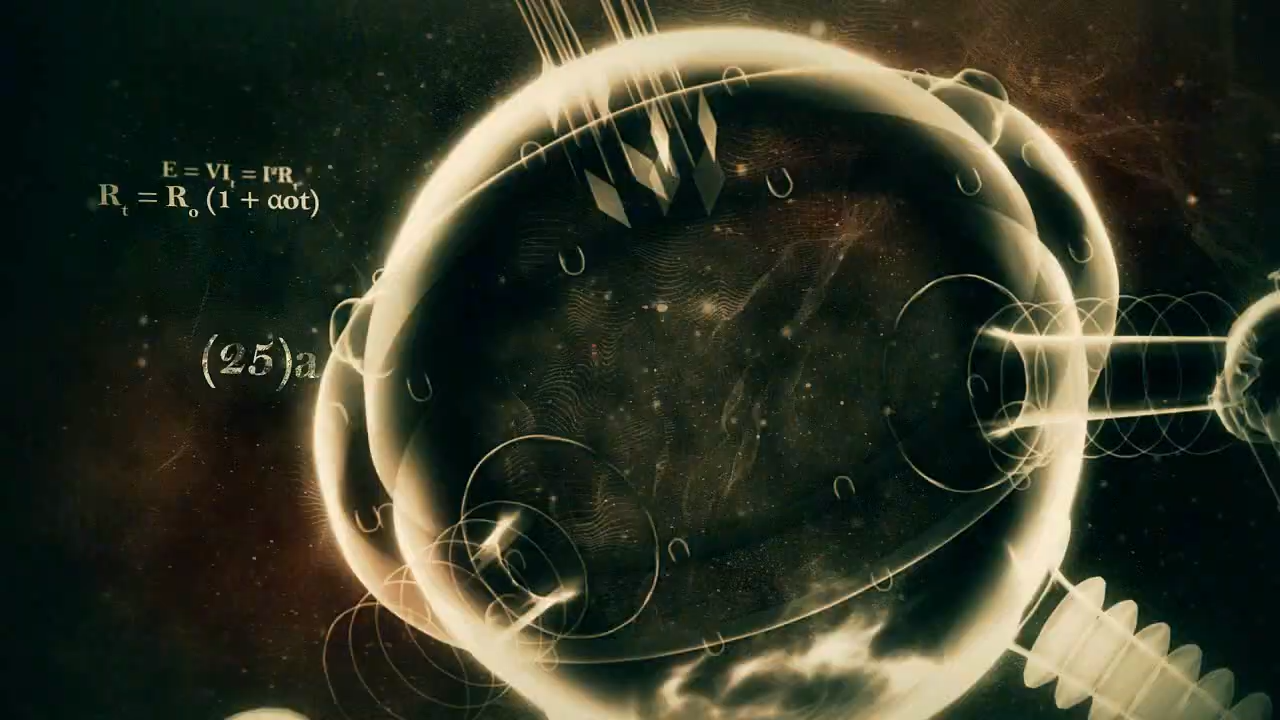 E = VIₜ = I²Rₜ
Rₜ = Rₒ (1 + αot)
(25)a